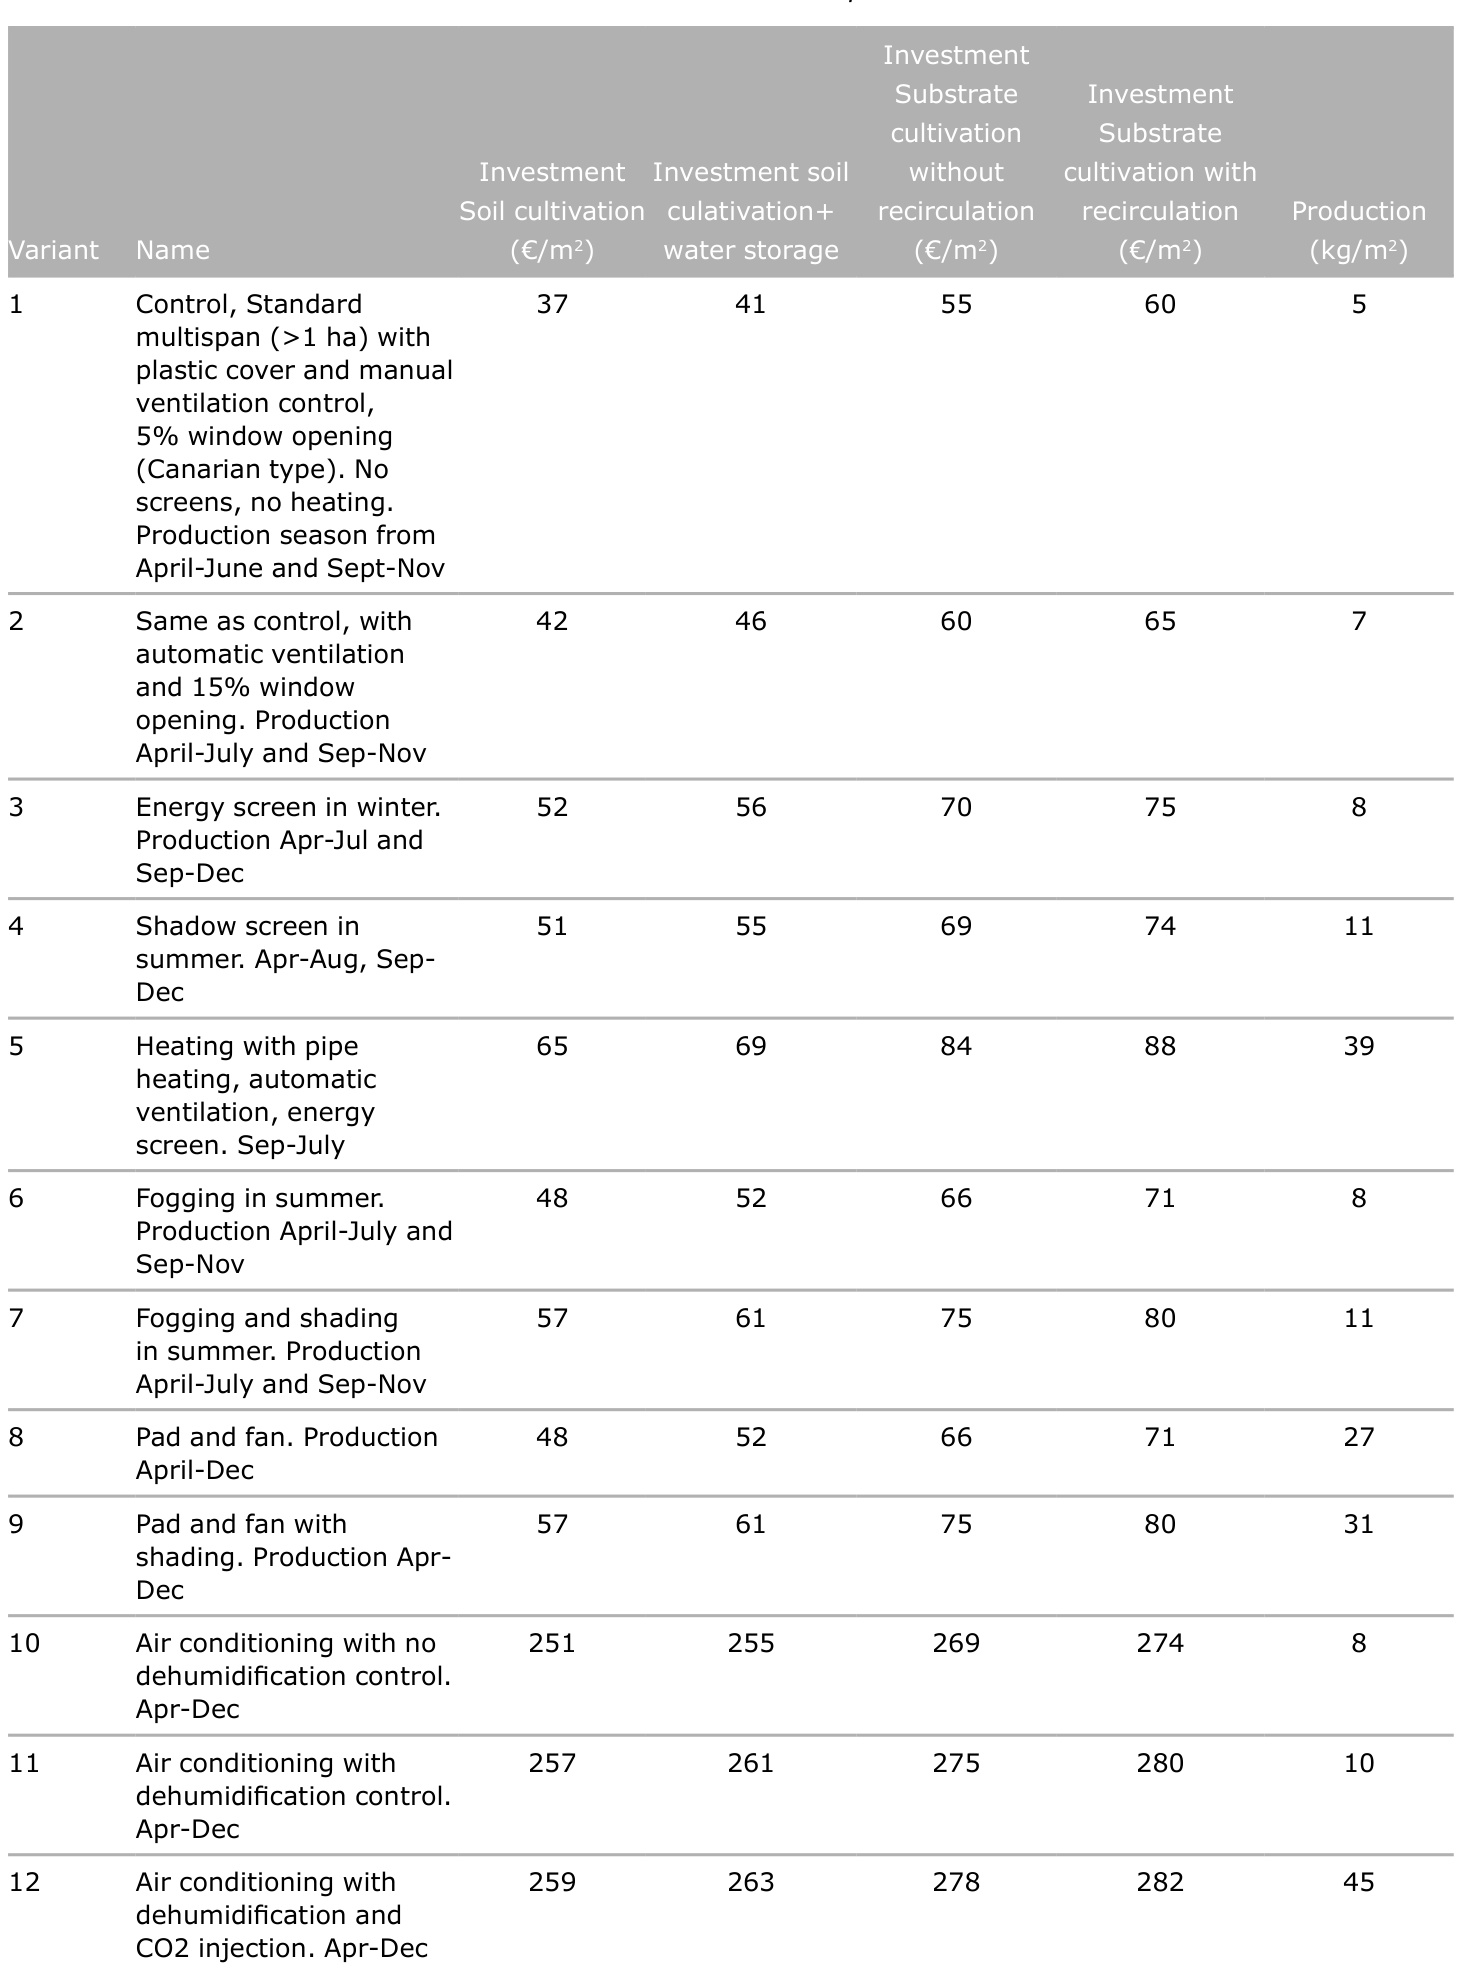 Investment
Substrate
cultivation
without
recirculation
(€/m²)
Investment
Substrate
cultivation with
recirculation
(€/m²)
Investment
Soil cultivation
(€/m²)
Investment soil
culativation+
water storage
Production
(kg/m²)
Variant Name
1 Control, Standard 37 41 55 60 5
multispan (>1 ha) with
plastic cover and manual
ventilation control,
5% window opening
(Canarian type). No
screens, no heating.
Production season from
April-June and Sept-Nov
2 Same as control, with 42 46 60 65 7
automatic ventilation
and 15% window
opening. Production
April-July and Sep-Nov
3 Energy screen in winter. 52 56 70 75 8
Production Apr-Jul and
Sep-Dec
4 Shadow screen in 51 55 69 74 11
summer. Apr-Aug, Sep-
Dec
5 Heating with pipe 65 69 84 88 39
heating, automatic
ventilation, energy
screen. Sep-July
6 Fogging in summer. 48 52 66 71 8
Production April-July and
Sep-Nov
7 Fogging and shading 57 61 75 80 11
in summer. Production
April-July and Sep-Nov
8 Pad and fan. Production 48 52 66 71 27
April-Dec
9 Pad and fan with 57 61 75 80 31
shading. Production Apr-
Dec
10 Air conditioning with no 251 255 269 274 8
dehumidification control.
Apr-Dec
11 Air conditioning with 257 261 275 280 10
dehumidification control.
Apr-Dec
12 Air conditioning with 259 263 278 282 45
dehumidification and
CO2 injection. Apr-Dec